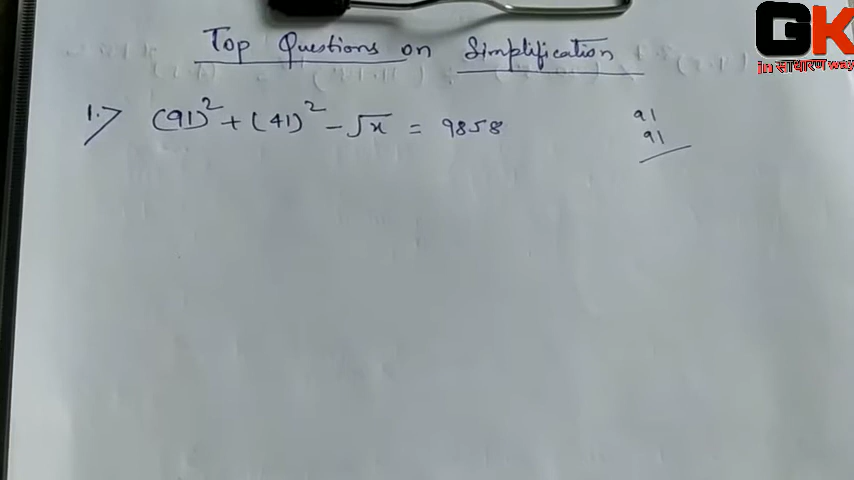 GK
in साधारण way
Top Questions on Simplification
1.> (91)² + (41)² - √x = 9858
91
91